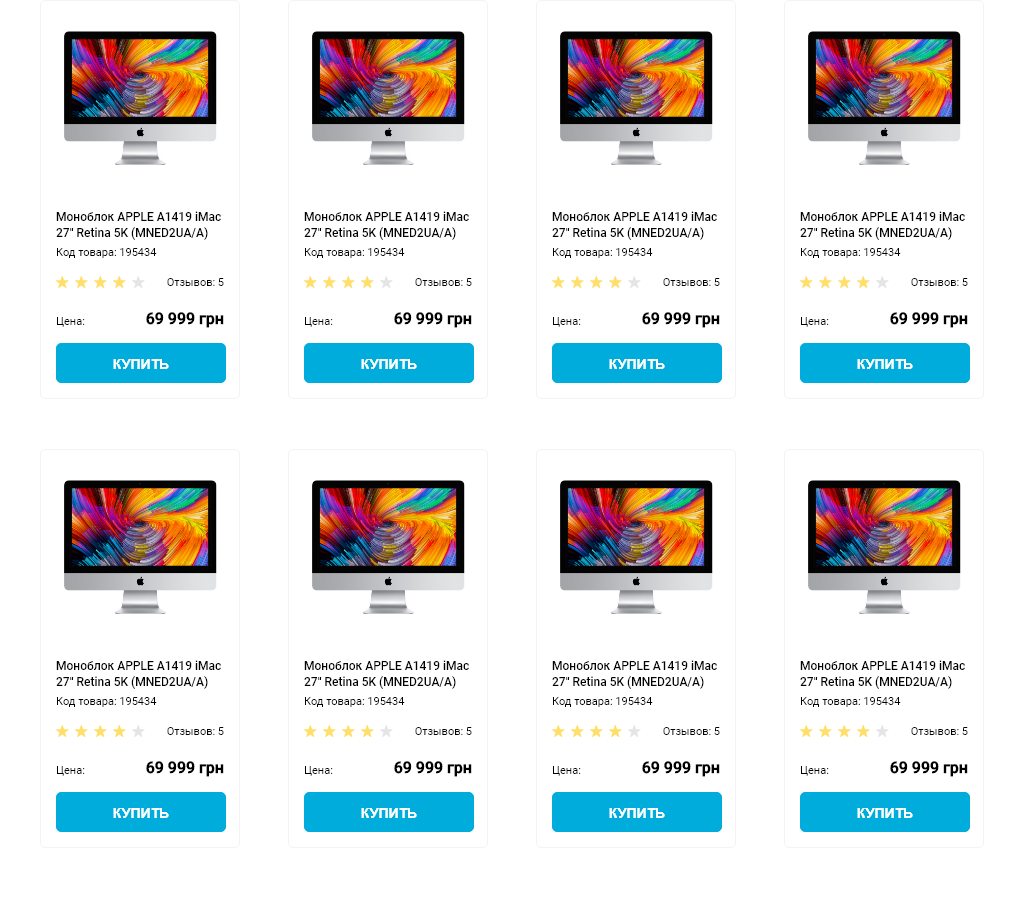 Моноблок APPLE A1419 iMac
27" Retina 5K (MNED2UA/A)
Код товара: 195434
Отзывов: 5
Цена: 69 999 грн
КУПИТЬ
Моноблок APPLE A1419 iMac
27" Retina 5K (MNED2UA/A)
Код товара: 195434
Отзывов: 5
Цена: 69 999 грн
КУПИТЬ
Моноблок APPLE A1419 iMac
27" Retina 5K (MNED2UA/A)
Код товара: 195434
Отзывов: 5
Цена: 69 999 грн
КУПИТЬ
Моноблок APPLE A1419 iMac
27" Retina 5K (MNED2UA/A)
Код товара: 195434
Отзывов: 5
Цена: 69 999 грн
КУПИТЬ
Моноблок APPLE A1419 iMac
27" Retina 5K (MNED2UA/A)
Код товара: 195434
Отзывов: 5
Цена: 69 999 грн
КУПИТЬ
Моноблок APPLE A1419 iMac
27" Retina 5K (MNED2UA/A)
Код товара: 195434
Отзывов: 5
Цена: 69 999 грн
КУПИТЬ
Моноблок APPLE A1419 iMac
27" Retina 5K (MNED2UA/A)
Код товара: 195434
Отзывов: 5
Цена: 69 999 грн
КУПИТЬ
Моноблок APPLE A1419 iMac
27" Retina 5K (MNED2UA/A)
Код товара: 195434
Отзывов: 5
Цена: 69 999 грн
КУПИТЬ